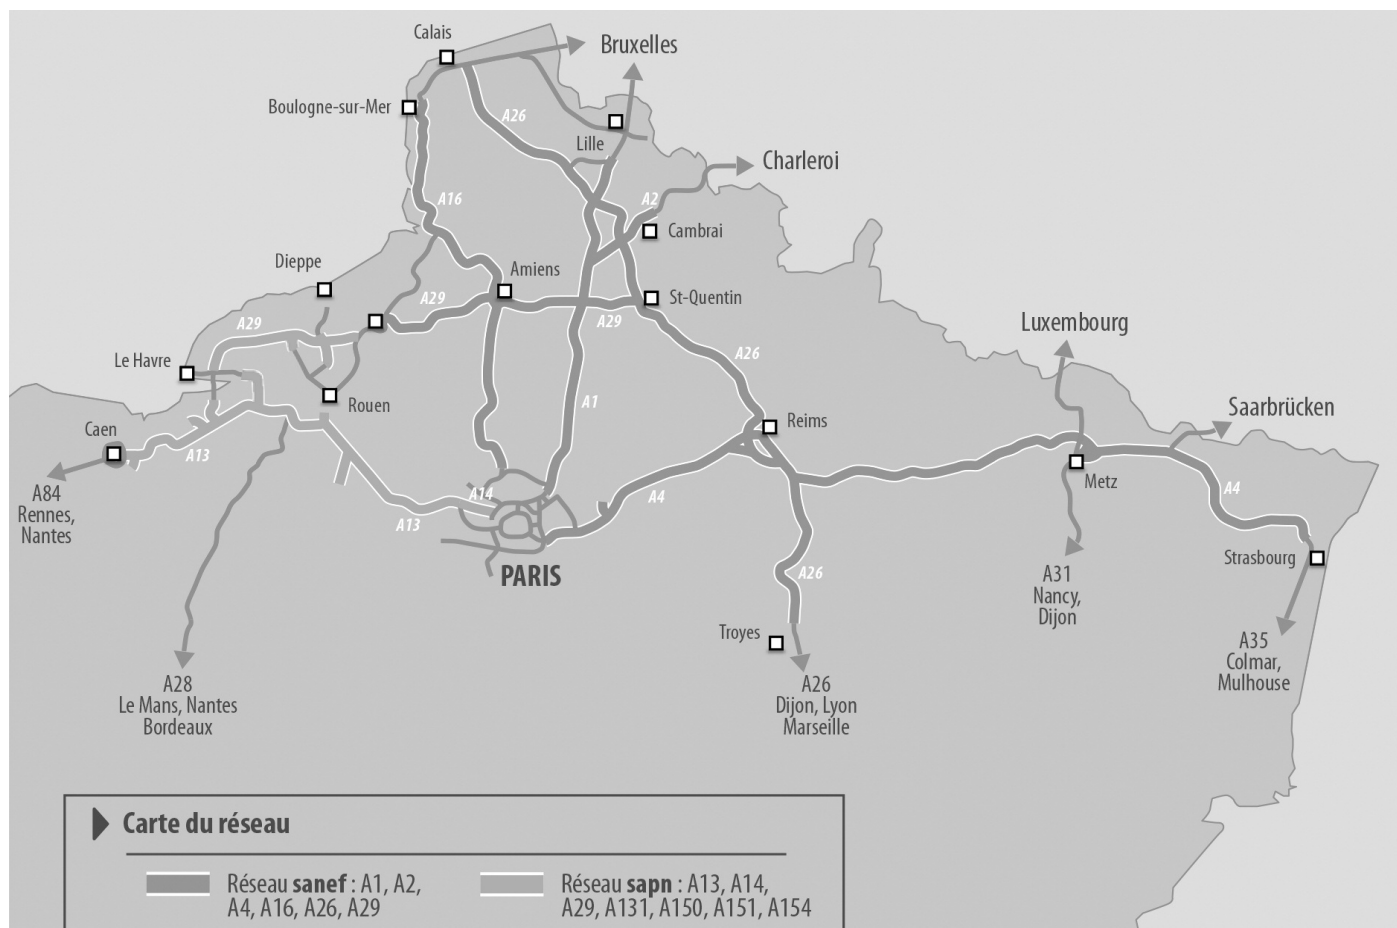 Calais
Bruxelles
Boulogne-sur-Mer
A26
Lille
Charleroi
A16
A2
Cambrai
Dieppe
Amiens
A29
St-Quentin
A29
A29
Luxembourg
Le Havre
A26
Rouen
A1
Reims
Saarbrücken
Caen
A13
Metz
A84
Rennes,
Nantes
A14
A4
A4
A13
PARIS
Strasbourg
A26
A31
Nancy,
Dijon
Troyes
A35
Colmar,
Mulhouse
A28
Le Mans, Nantes
Bordeaux
A26
Dijon, Lyon
Marseille
Carte du réseau
Réseau sanef : A1, A2,
A4, A16, A26, A29
Réseau sapn : A13, A14,
A29, A131, A150, A151, A154